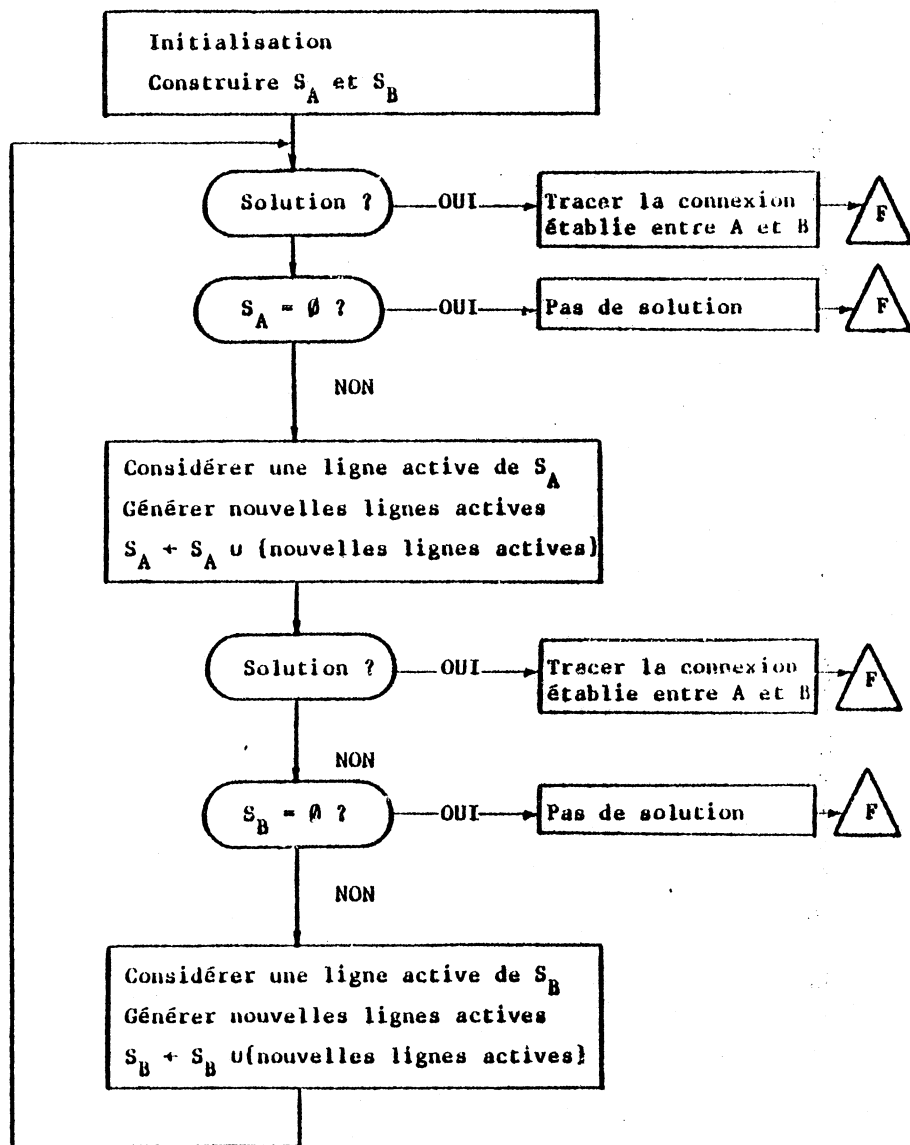 Initialisation
Construire S_A et S_B
Solution ?
OUI
Tracer la connexion
établie entre A et B
F
S_A = ∅ ?
OUI
Pas de solution
F
NON
Considérer une ligne active de S_A
Générer nouvelles lignes actives
S_A ← S_A ∪ {nouvelles lignes actives}
Solution ?
OUI
Tracer la connexion
établie entre A et B
F
NON
S_B = ∅ ?
OUI
Pas de solution
F
NON
Considérer une ligne active de S_B
Générer nouvelles lignes actives
S_B ← S_B ∪{nouvelles lignes actives}